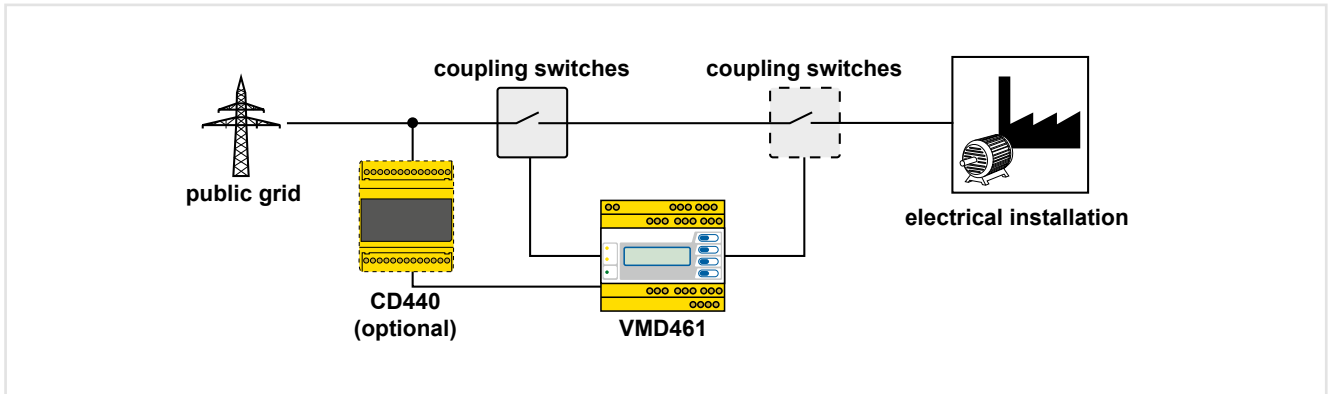 coupling switches
coupling switches
public grid
electrical installation
CD440
(optional)
VMD461